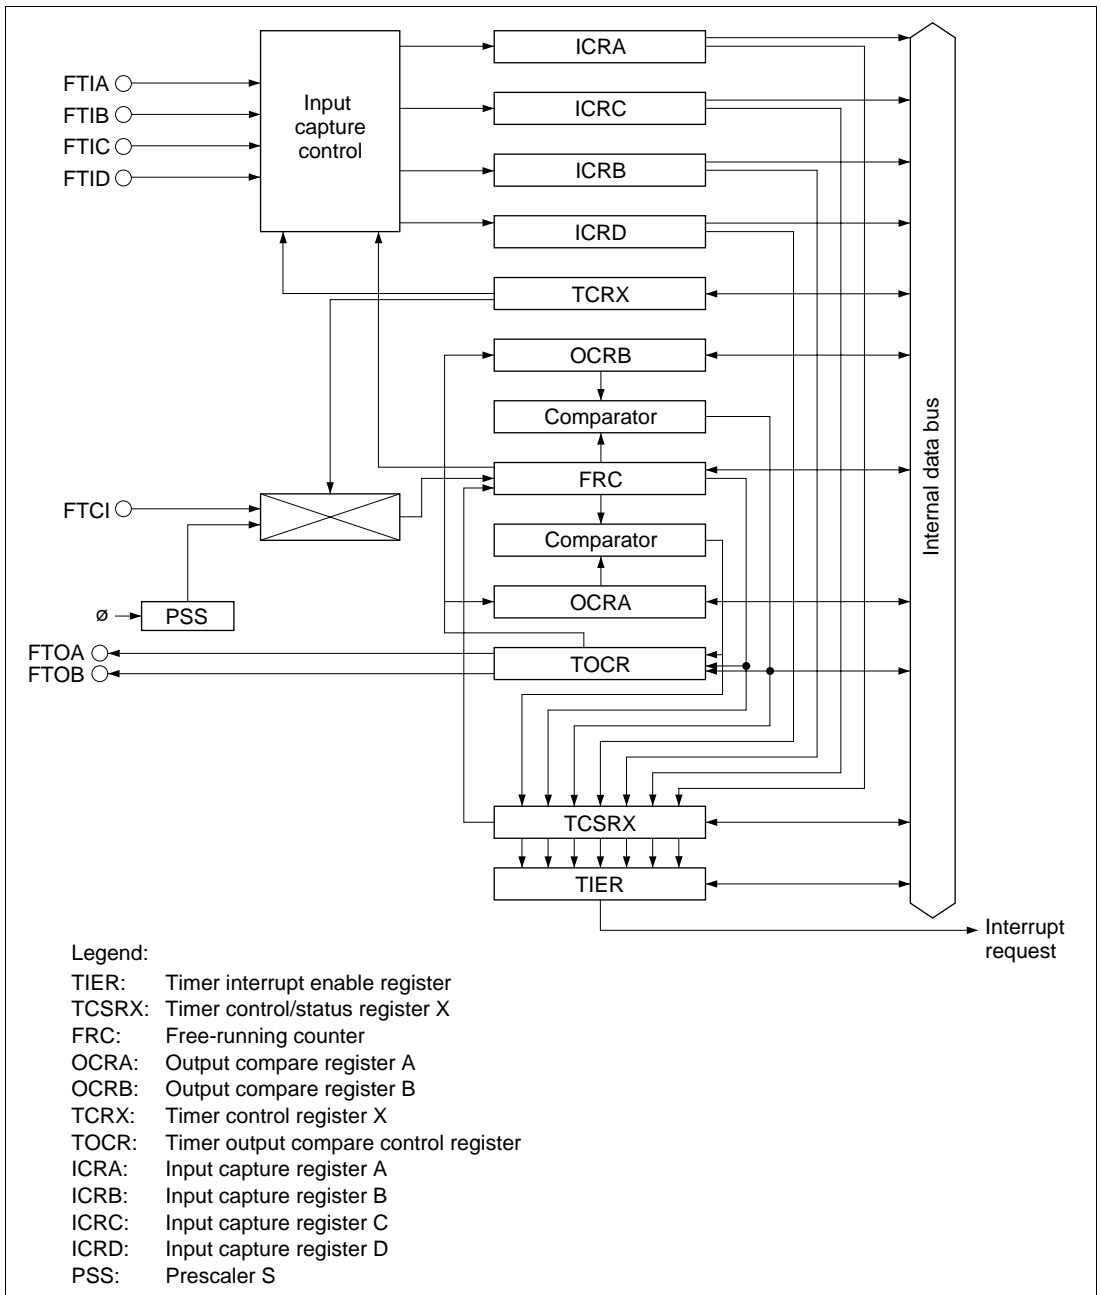 FTIA
FTIB
FTIC
FTID
Input
capture
control
ICRA
ICRC
ICRB
ICRD
TCRX
OCRB
Comparator
FRC
FTCI
Comparator
OCRA
ø
PSS
FTOA
FTOB
TOCR
TCSRX
TIER
Internal data bus
Interrupt
request
Legend:
TIER: Timer interrupt enable register
TCSRX: Timer control/status register X
FRC: Free-running counter
OCRA: Output compare register A
OCRB: Output compare register B
TCRX: Timer control register X
TOCR: Timer output compare control register
ICRA: Input capture register A
ICRB: Input capture register B
ICRC: Input capture register C
ICRD: Input capture register D
PSS: Prescaler S